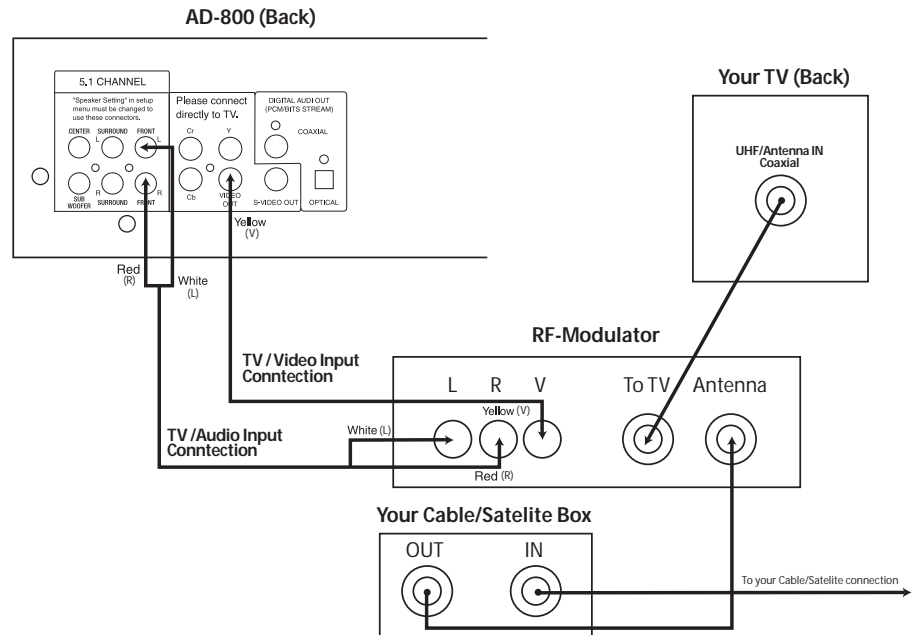 AD-800 (Back)
5.1 CHANNEL
"Speaker Setting" in setup
menu must be changed to
use these connectors.
CENTER SURROUND FRONT
L L
R R
SUB
WOOFER SURROUND FRONT
Please connect
directly to TV.
Cr Y
Cb VIDEO
OUT
DIGITAL AUDI OUT
(PCM/BITS STREAM)
COAXIAL
S-VIDEO OUT OPTICAL
Yellow
(V)
Red
(R)
White
(L)
Your TV (Back)
UHF/Antenna IN
Coaxial
RF-Modulator
TV / Video Input
Conntection
L R V To TV Antenna
Yellow (V)
White (L)
Red (R)
TV /Audio Input
Conntection
Your Cable/Satelite Box
OUT IN
To your Cable/Satelite connection